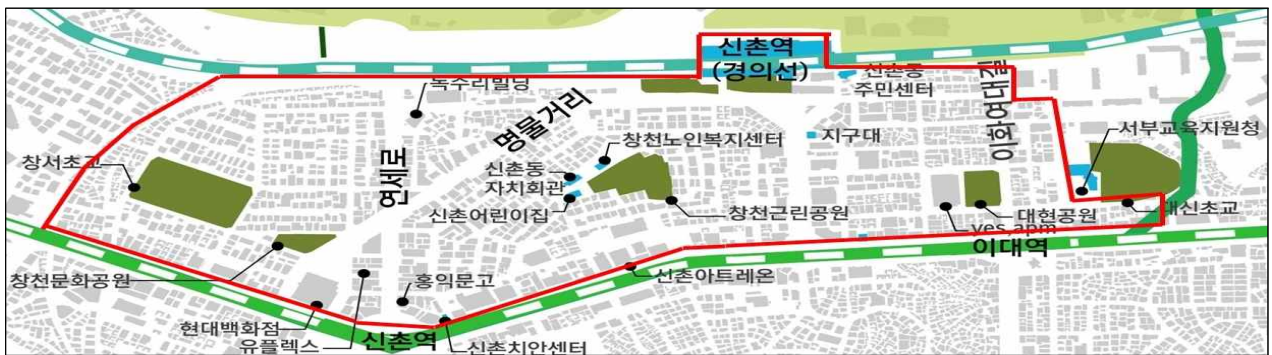 신촌역
(경의선)
독수리빌딩
신촌동
주민센터
이화여대길
명물거리
창천노인복지센터
지구대
서부교육지원청
창서초교
연세로
신촌동
자치회관
신촌어린이집
창천근린공원
대현공원
대신초교
yes,apm
이대역
창천문화공원
홍익문고
신촌아트레온
현대백화점
유플렉스
신촌역
신촌치안센터